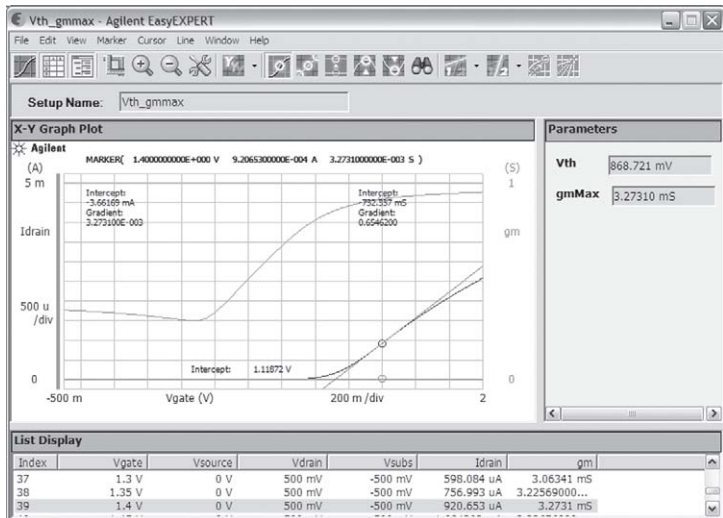 Vth_gmmax - Agilent EasyEXPERT
File Edit View Marker Cursor Line Window Help
Setup Name: Vth_gmmax
X-Y Graph Plot
Agilent
MARKER( 1.4000000000E+000 V 9.2065300000E-004 A 3.2731000000E-003 S )
(A)
(S)
5 m
1
Intercept:
-3.66169 mA
Gradient:
3.273100E-003
Intercept:
-732.337 mS
Gradient:
0.6546200
Idrain
gm
500 u
/div
Intercept: 1.11872 V
0
0
-500 m
Vgate (V)
200 m /div
2
Parameters
Vth 868.721 mV
gmMax 3.27310 mS
List Display
Index Vgate Vsource Vdrain Vsubs Idrain gm
37 1.3 V 0 V 500 mV -500 mV 598.084 uA 3.06341 mS
38 1.35 V 0 V 500 mV -500 mV 756.993 uA 3.22569000...
39 1.4 V 0 V 500 mV -500 mV 920.653 uA 3.2731 mS